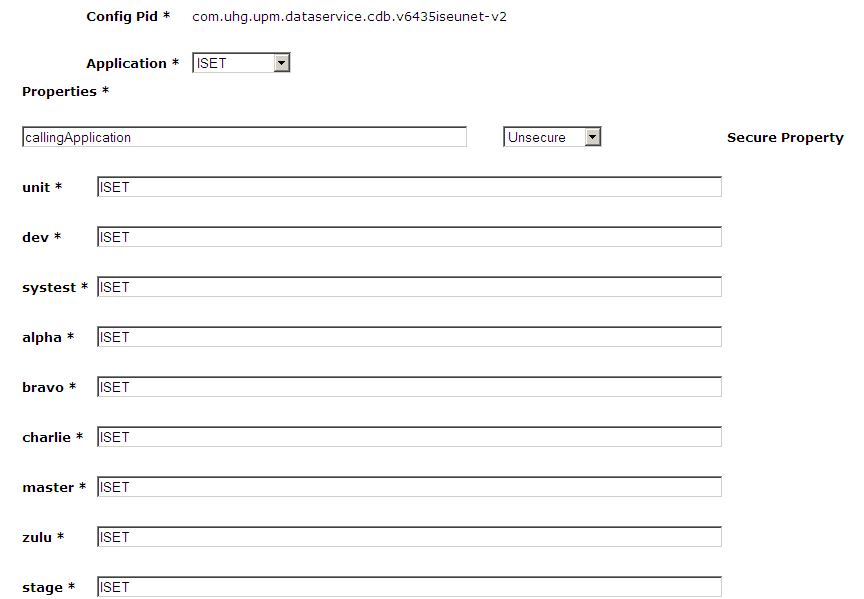 Config Pid * com.uhg.upm.dataservice.cdb.v6435iseunet-v2
Application * ISET
Properties *
callingApplication Unsecure Secure Property
unit * ISET
dev * ISET
systest * ISET
alpha * ISET
bravo * ISET
charlie * ISET
master * ISET
zulu * ISET
stage * ISET